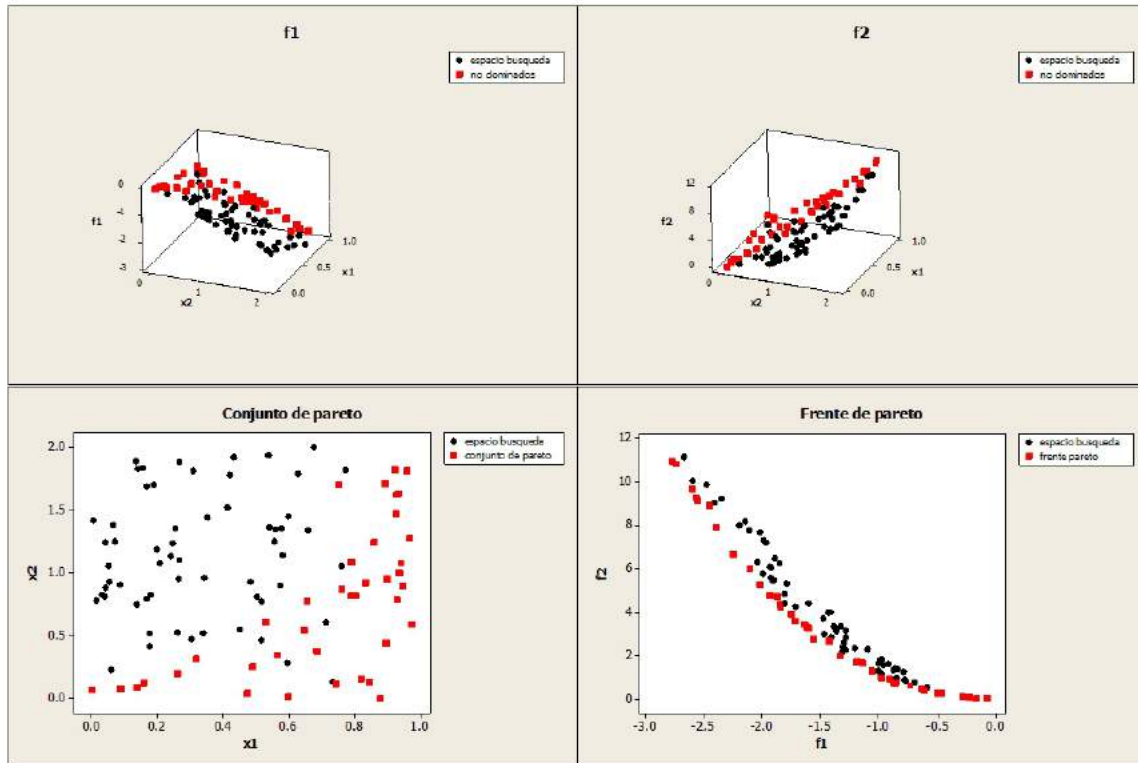 f1
espacio busqueda
no dominados
0
-1
-2
-3
f1
0
1
2
x2
0.0
0.5
1.0
x1
f2
espacio busqueda
no dominados
12
8
4
0
f2
0
1
2
x2
0.0
0.5
1.0
x1
Conjunto de pareto
espacio busquede
conjunto de pareto
2.0
1.5
1.0
0.5
0.0
x2
0.0 0.2 0.4 0.6 0.8 1.0
x1
Frente de pareto
espacio busqueda
frente pareto
12
10
8
6
4
2
0
f2
-3.0 -2.5 -2.0 -1.5 -1.0 -0.5 0.0
f1